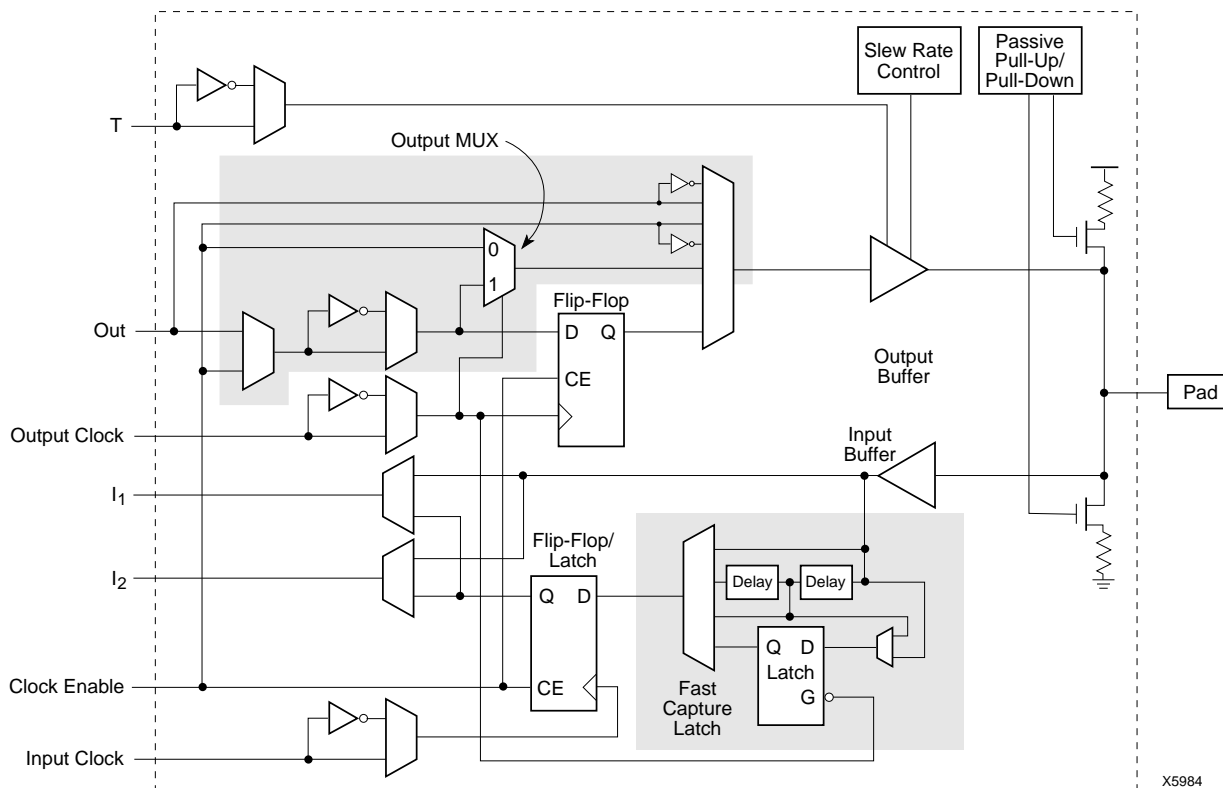 Slew Rate
Control
Passive
Pull-Up/
Pull-Down
T
Output MUX
0
1
Flip-Flop
D
Q
CE
Out
Output
Buffer
Pad
Output Clock
Input
Buffer
I1
Flip-Flop/
Latch
I2
Delay
Delay
Q
D
Q
D
Latch
G
Clock Enable
CE
Fast
Capture
Latch
Input Clock
X5984